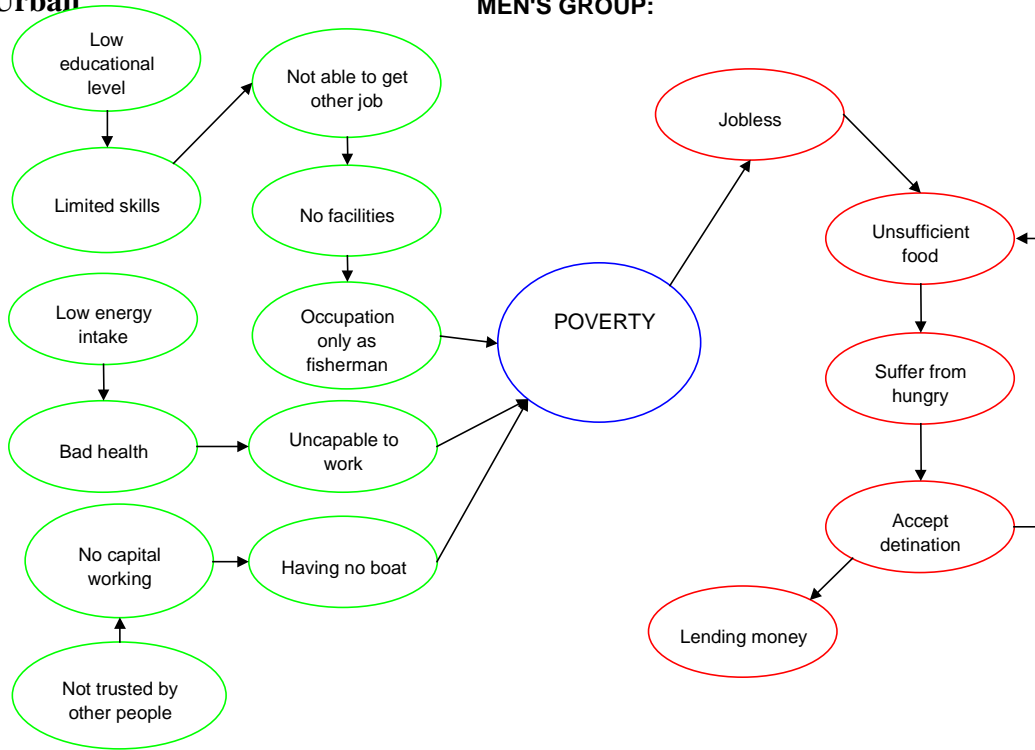 Urban
MEN'S GROUP:
Low
educational
level
Limited skills
Not able to get
other job
No facilities
Occupation
only as
fisherman
Low energy
intake
Bad health
Uncapable to
work
No capital
working
Having no boat
Not trusted by
other people
POVERTY
Jobless
Unsufficient
food
Suffer from
hungry
Accept
detination
Lending money